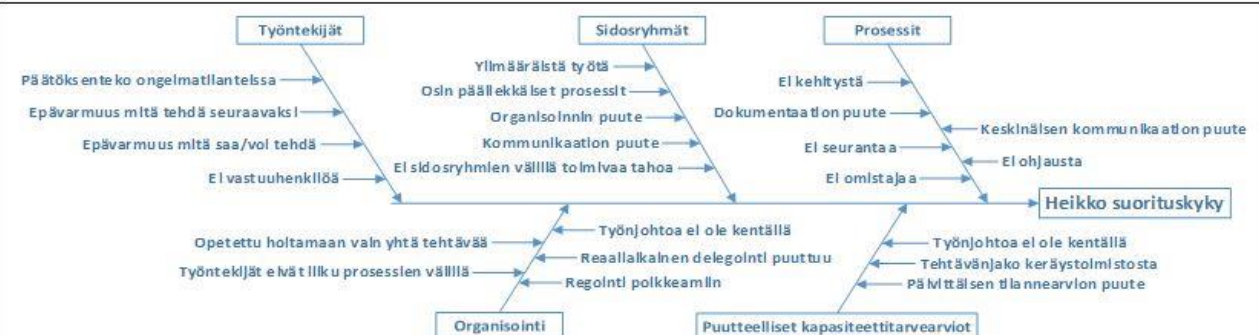 Työntekijät
Sidosryhmät
Prosessit
Päätöksenteko ongelmatilanteissa
Epävarmuus mitä tehdä seuraavaksi
Epävarmuus mitä saa/voi tehdä
Ei vastuuhenkilöä
Ylimääräistä työtä
Osin päällekkäiset prosessit
Organisoinnin puute
Kommunikaation puute
Ei sidosryhmien välillä toimivaa tahoa
Ei kehitystä
Dokumentaation puute
Keskinäisen kommunikaation puute
Ei seurantaa
Ei ohjausta
Ei omistajaa
Heikko suorituskyky
Työnjohtoa ei ole kentällä
Opetettu hoitamaan vain yhtä tehtävää
Reaaliaikainen delegointi puuttuu
Työntekijät eivät liiku prosessien välillä
Regointi poikkeamiin
Työnjohtoa ei ole kentällä
Tehtävänjako keräystoimistosta
Päivittäisen tilannearvion puute
Organisointi
Puutteelliset kapasiteettitarvearviot